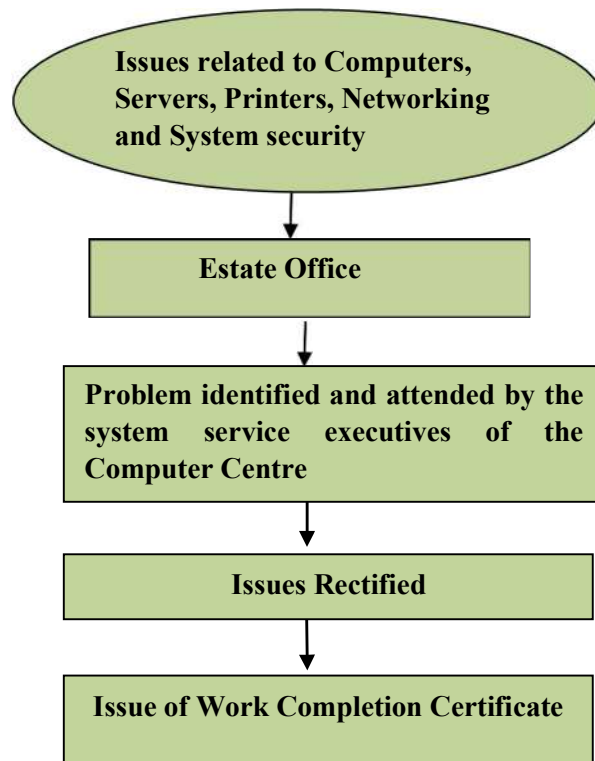 Issues related to Computers,
Servers, Printers, Networking
and System security
Estate Office
Problem identified and attended by the
system service executives of the
Computer Centre
Issues Rectified
Issue of Work Completion Certificate